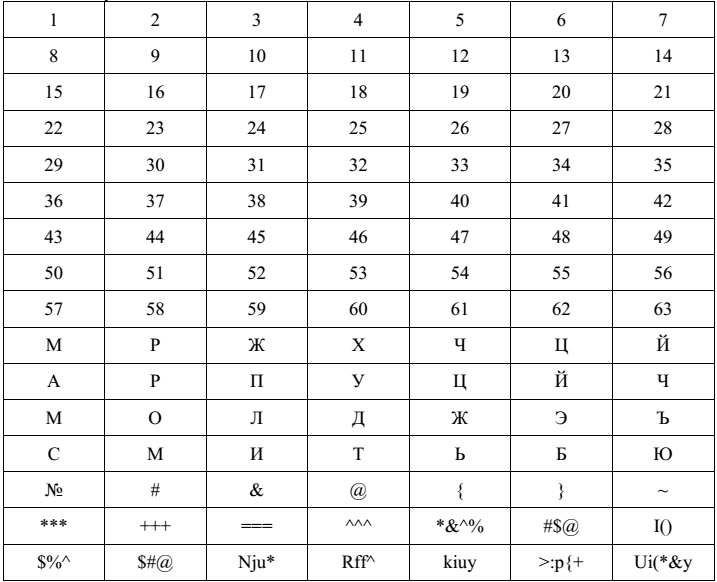 1 2 3 4 5 6 7
8 9 10 11 12 13 14
15 16 17 18 19 20 21
22 23 24 25 26 27 28
29 30 31 32 33 34 35
36 37 38 39 40 41 42
43 44 45 46 47 48 49
50 51 52 53 54 55 56
57 58 59 60 61 62 63
М Р Ж Х Ч Ц Й
А Р П У Ц Й Ч
М О Л Д Ж Э Ъ
С М И Т Ь Б Ю
№ # & @ { } ~
*** +++ === ^^^ *&^% #$@ I()
$%^ $#@ Nju* Rff^ kiuy >:p{+ Ui(*&y